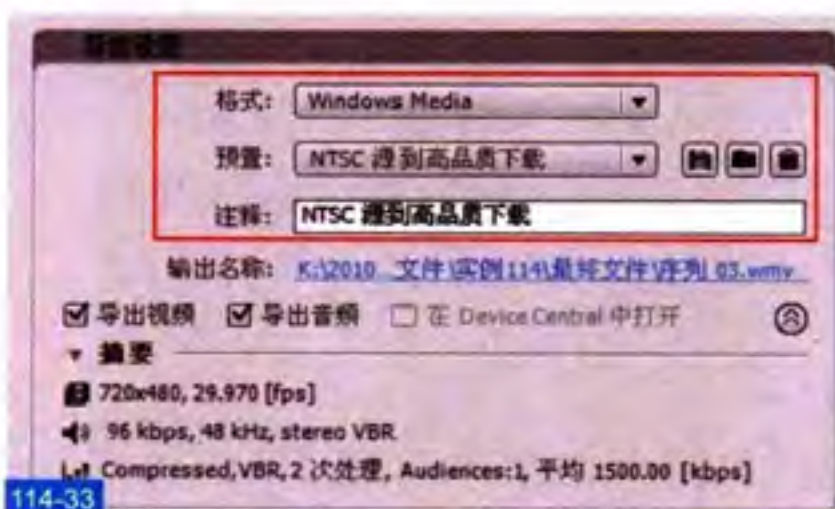 导出设置
格式: Windows Media
预置: NTSC 源到高品质下载
注释: NTSC 源到高品质下载
输出名称: K:\2010 文件\实例114\最终文件\序列 03.wmv
导出视频 导出音频 在 Device Central 中打开
摘要
720x480, 29.970 [fps]
96 kbps, 48 kHz, stereo VBR
Compressed,VBR,2 次处理, Audiences:1, 平均 1500.00 [kbps]
114-33